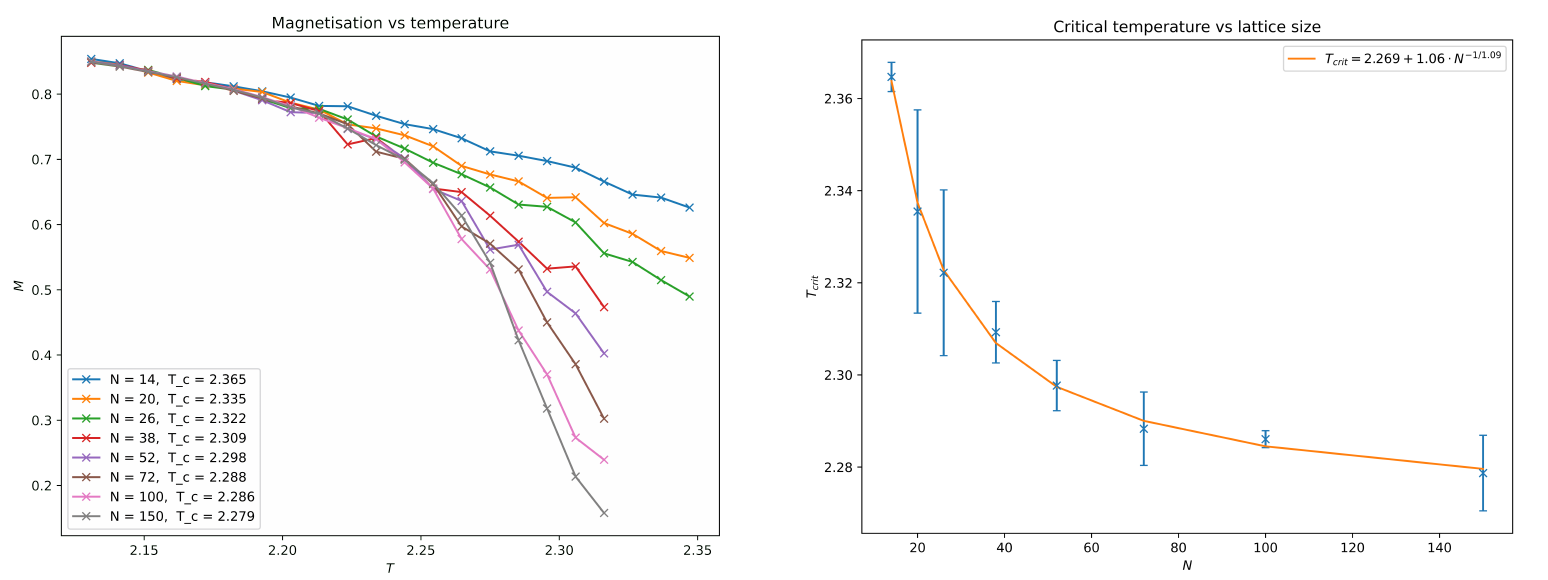 Magnetisation vs temperature
M
0.8
0.7
0.6
0.5
0.4
0.3
0.2
N = 14,  T_c = 2.365
N = 20,  T_c = 2.335
N = 26,  T_c = 2.322
N = 38,  T_c = 2.309
N = 52,  T_c = 2.298
N = 72,  T_c = 2.288
N = 100,  T_c = 2.286
N = 150,  T_c = 2.279
2.15 2.20 2.25 2.30 2.35
T
Critical temperature vs lattice size
T_{crit} = 2.269 + 1.06 · N^{-1/1.09}
T_{crit}
2.36
2.34
2.32
2.30
2.28
20 40 60 80 100 120 140
N